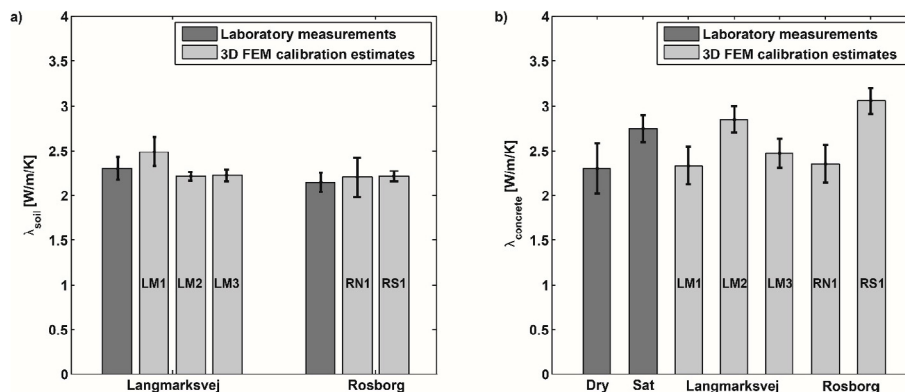 a)
4
3.5
3
2.5
2
1.5
1
0.5
0
λsoil [W/m/K]
Laboratory measurements
3D FEM calibration estimates
LM1 LM2 LM3 RN1 RS1
Langmarksvej Rosborg
b)
4
3.5
3
2.5
2
1.5
1
0.5
0
λconcrete [W/m/K]
Laboratory measurements
3D FEM calibration estimates
LM1 LM2 LM3 RN1 RS1
Dry Sat Langmarksvej Rosborg